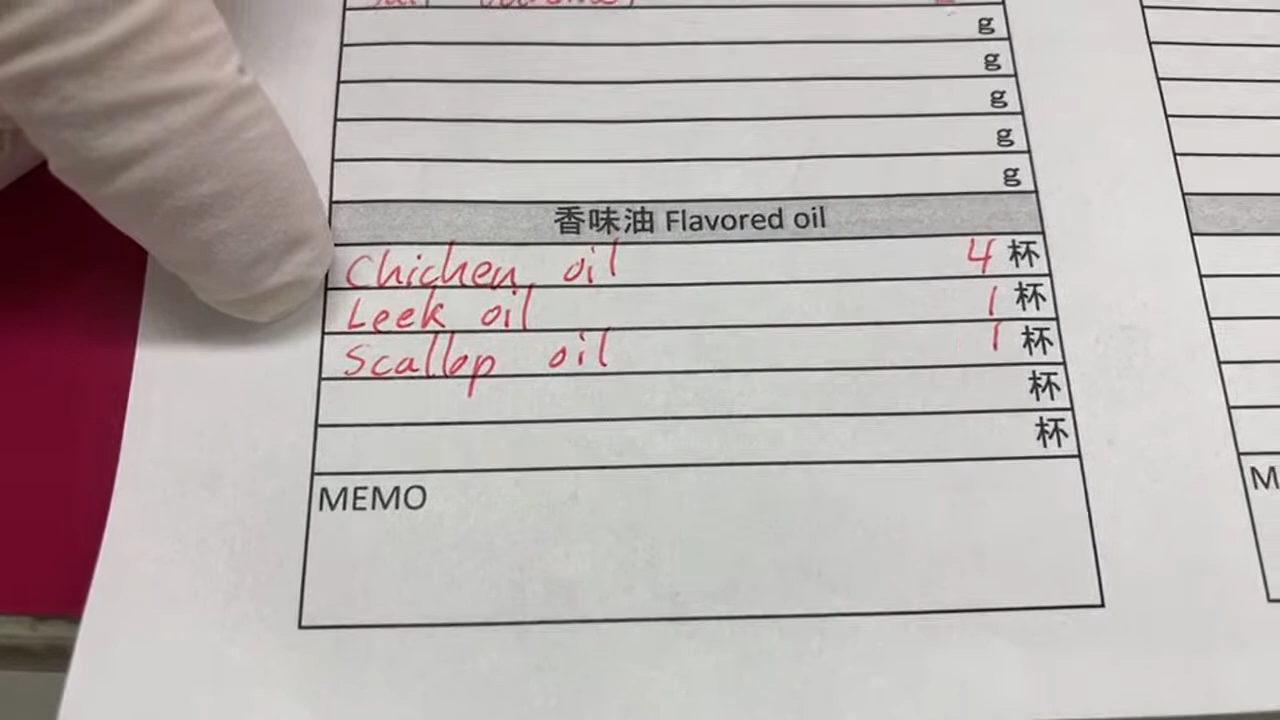 g
g
g
g
g
香味油 Flavored oil
Chicken oil 4 杯
Leek oil 1 杯
Scallop oil 1 杯
杯
杯
MEMO
M